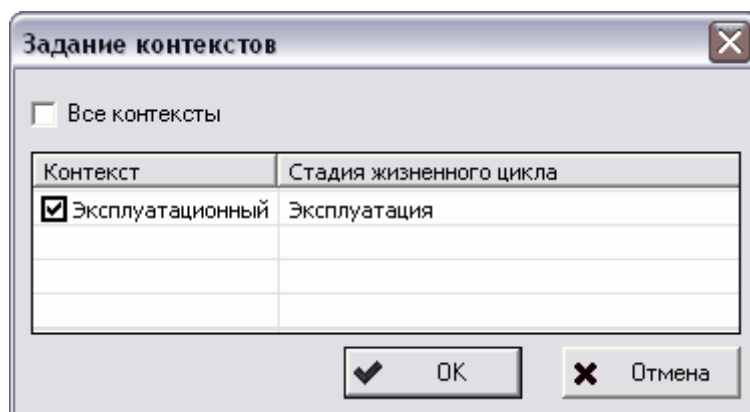 Задание контекстов
Все контексты
Контекст Стадия жизненного цикла
Эксплуатационный Эксплуатация
OK Отмена